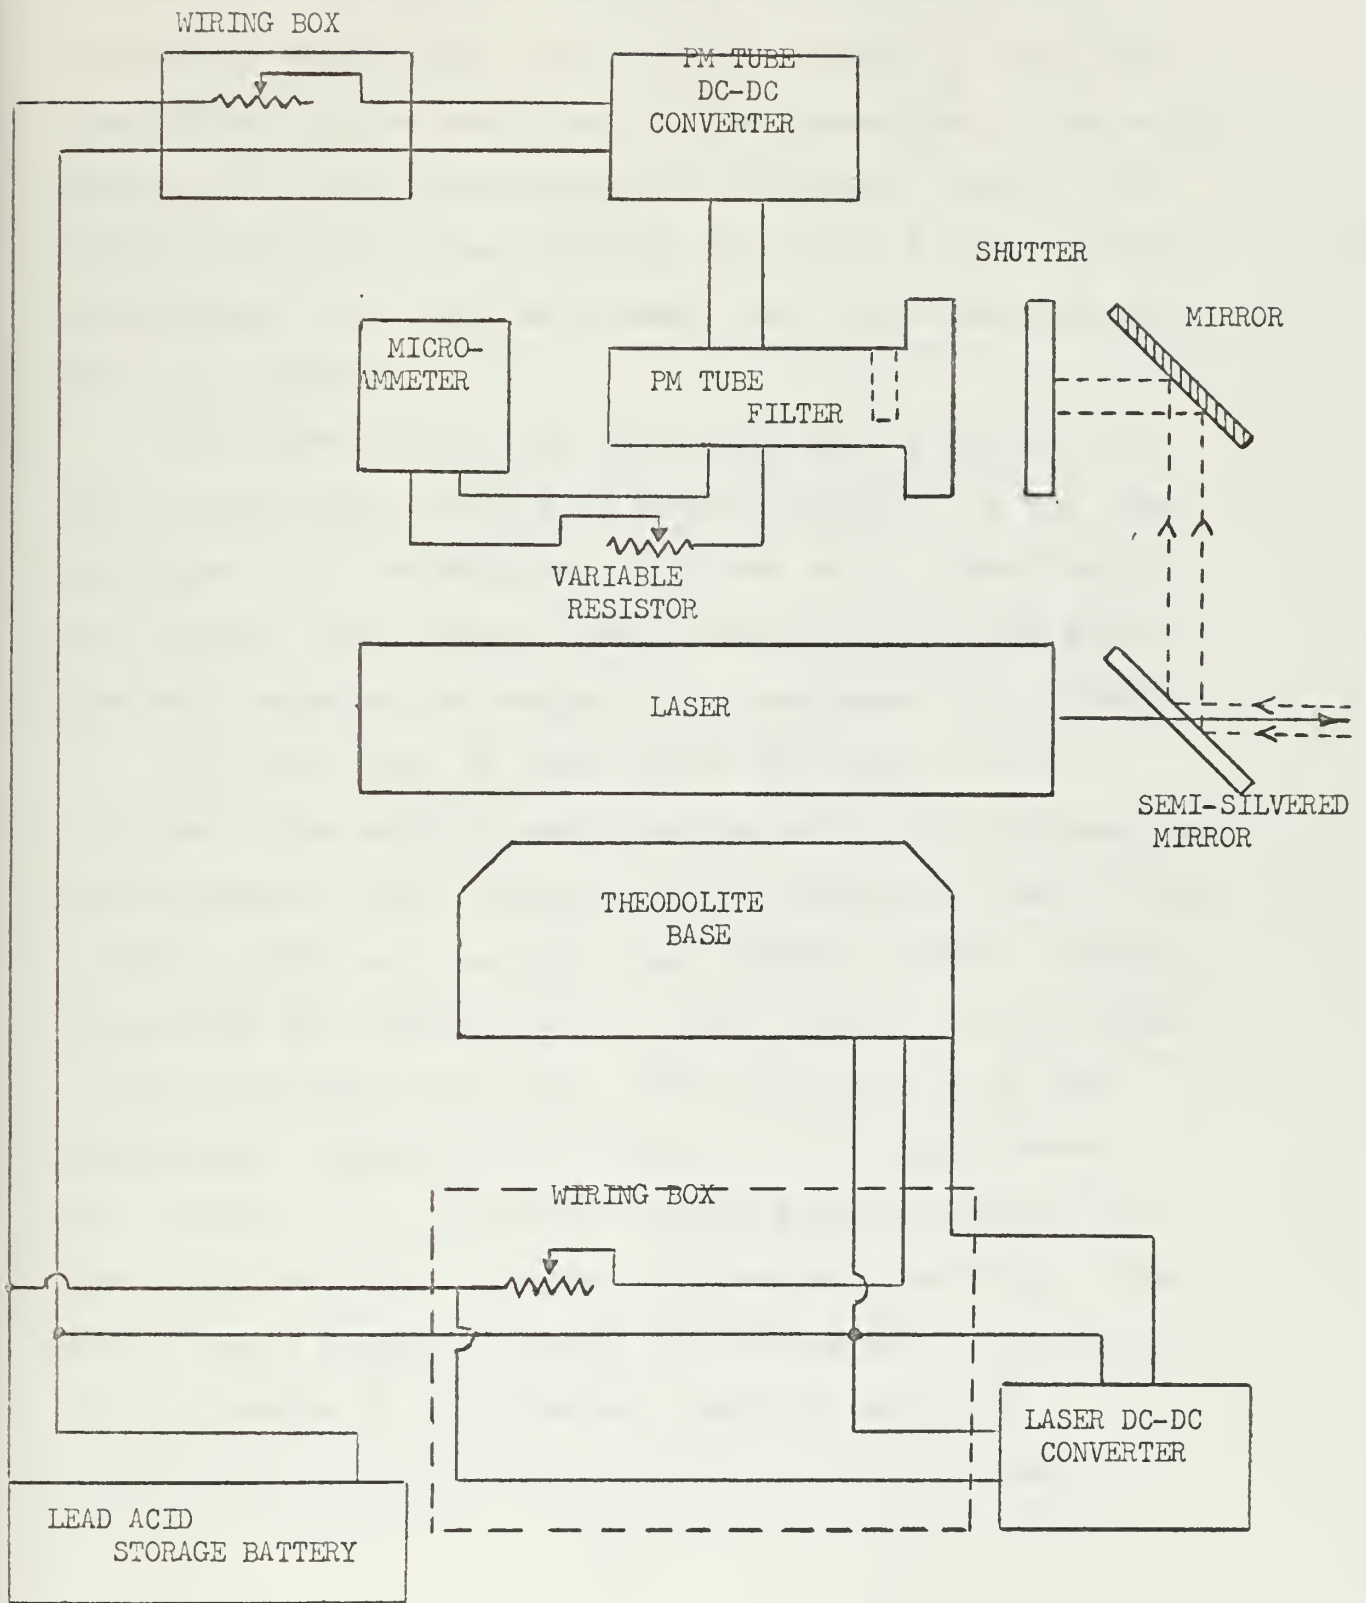 WIRING BOX
PM TUBE
DC-DC
CONVERTER
SHUTTER
MIRROR
MICRO-
AMMETER
PM TUBE
FILTER
VARIABLE
RESISTOR
LASER
SEMI-SILVERED
MIRROR
THEODOLITE
BASE
WIRING BOX
LASER DC-DC
CONVERTER
LEAD ACID
STORAGE BATTERY